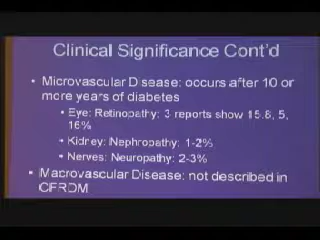 Clinical Significance Cont'd
• Microvascular Disease: occurs after 10 or
more years of diabetes
• Eye: Retinopathy: 3 reports show 15.8, 5,
16%
• Kidney: Nephropathy: 1-2%
• Nerves: Neuropathy: 2-3%
• Macrovascular Disease: not described in
CFRDM